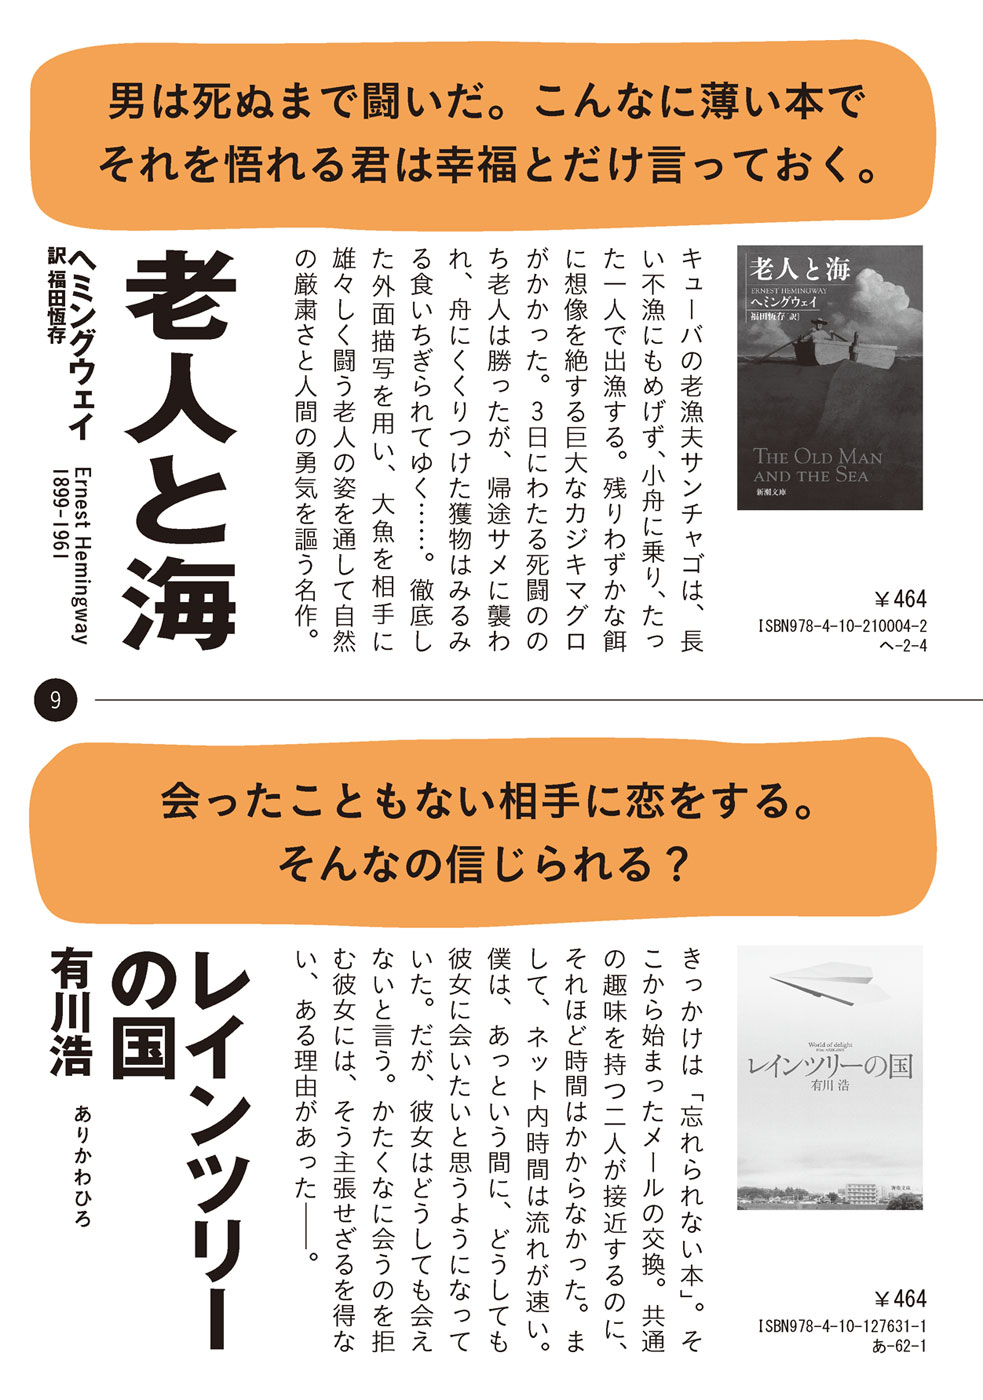 男は死ぬまで闘いだ。こんなに薄い本で
それを悟れる君は幸福とだけ言っておく。
老人と海
ERNEST HEMINGWAY
ヘミングウェイ
福田恆存 訳
THE OLD MAN
AND THE SEA
新潮文庫
¥464
ISBN978-4-10-210004-2
ヘ-2-4
キューバの老漁夫サンチャゴは、長
い不漁にもめげず、小舟に乗り、たっ
た一人で出漁する。残りわずかな餌
に想像を絶する巨大なカジキマグロ
がかかった。3日にわたる死闘のの
ち老人は勝ったが、帰途サメに襲わ
れ、舟にくくりつけた獲物はみるみ
る食いちぎられてゆく……。徹底し
た外面描写を用い、大魚を相手に
雄々しく闘う老人の姿を通して自然
の厳粛さと人間の勇気を謳う名作。
老人と海
ヘミングウェイ Ernest Hemingway
訳 福田恆存 1899-1961
9
会ったこともない相手に恋をする。
そんなの信じられる？
World of delight
レインツリーの国
有川 浩
新潮文庫
¥464
ISBN978-4-10-127631-1
あ-62-1
きっかけは「忘れられない本」。そ
こから始まったメールの交換。共通
の趣味を持つ二人が接近するのに、
それほど時間はかからなかった。ま
して、ネット内時間は流れが速い。
僕は、あっという間に、どうしても
彼女に会いたいと思うようになって
いた。だが、彼女はどうしても会え
ないと言う。かたくなに会うのを拒
む彼女には、そう主張せざるを得な
い、ある理由があった――。
レインツリー
の国
有川浩 ありかわひろ